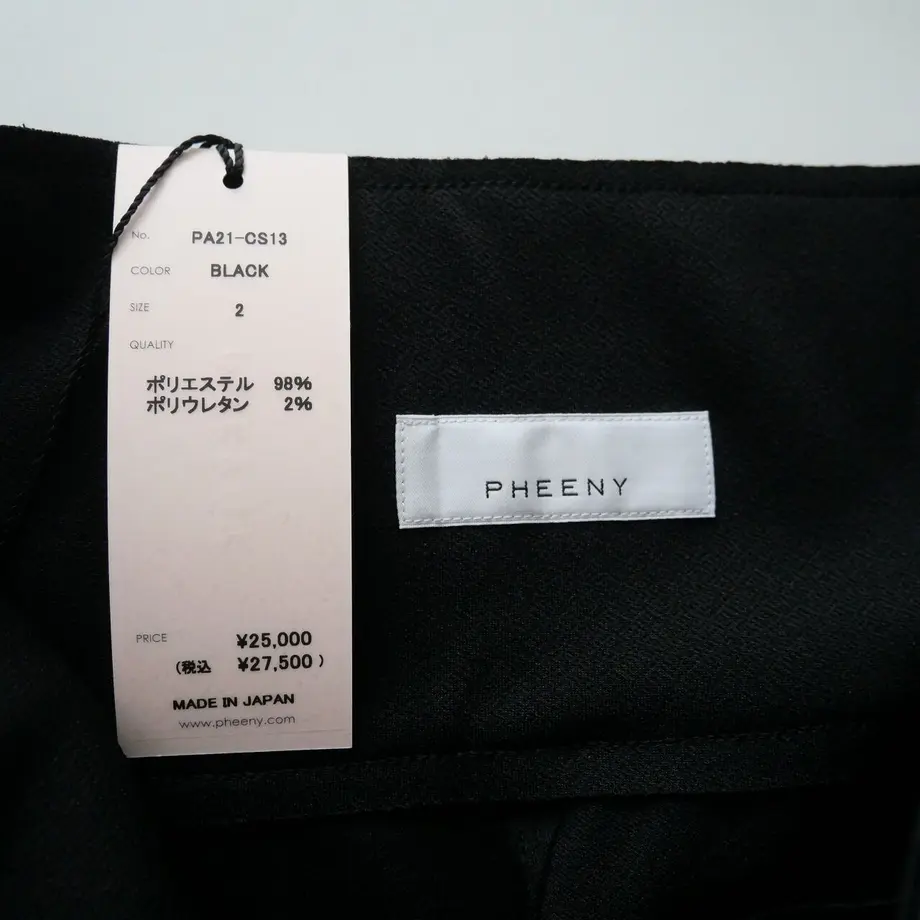 No. PA21-CS13
COLOR BLACK
SIZE 2
QUALITY
ポリエステル 98%
ポリウレタン 2%
PRICE ¥25,000
(税込 ¥27,500)
MADE IN JAPAN
www.pheeny.com
PHEENY